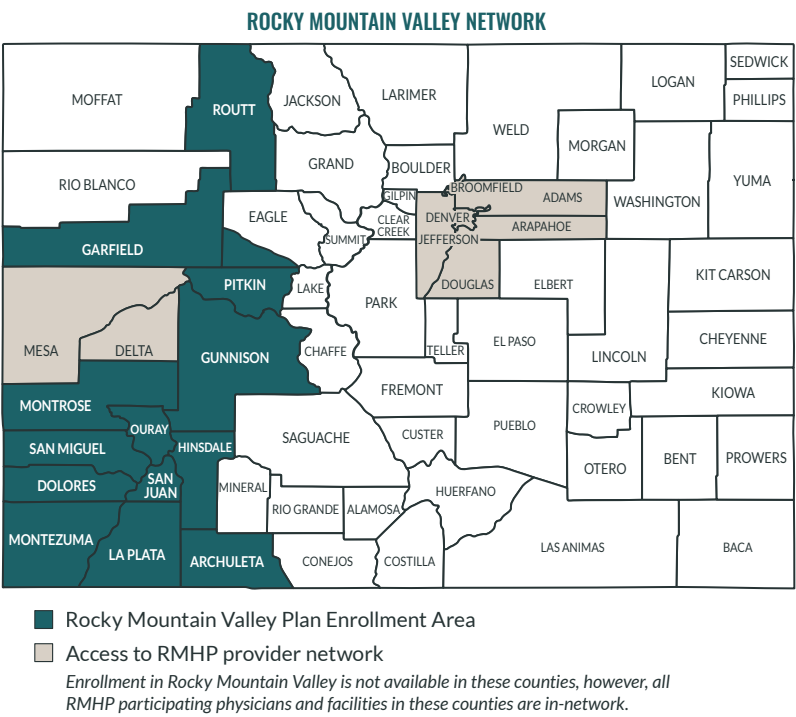 ROCKY MOUNTAIN VALLEY NETWORK
SEDWICK
MOFFAT
ROUTT
JACKSON
LARIMER
LOGAN
PHILLIPS
WELD
MORGAN
GRAND
BOULDER
RIO BLANCO
YUMA
BROOMFIELD
GILPIN
ADAMS
WASHINGTON
EAGLE
CLEAR
CREEK
DENVER
ARAPAHOE
SUMMIT
JEFFERSON
GARFIELD
PITKIN
LAKE
DOUGLAS
ELBERT
KIT CARSON
PARK
MESA
DELTA
GUNNISON
CHAFFE
TELLER
EL PASO
LINCOLN
CHEYENNE
FREMONT
KIOWA
MONTROSE
CROWLEY
OURAY
SAGUACHE
CUSTER
PUEBLO
SAN MIGUEL
HINSDALE
BENT
PROWERS
OTERO
DOLORES
SAN
JUAN
MINERAL
HUERFANO
RIO GRANDE
ALAMOSA
MONTEZUMA
LA PLATA
ARCHULETA
CONEJOS
COSTILLA
LAS ANIMAS
BACA
Rocky Mountain Valley Plan Enrollment Area
Access to RMHP provider network
Enrollment in Rocky Mountain Valley is not available in these counties, however, all
RMHP participating physicians and facilities in these counties are in-network.